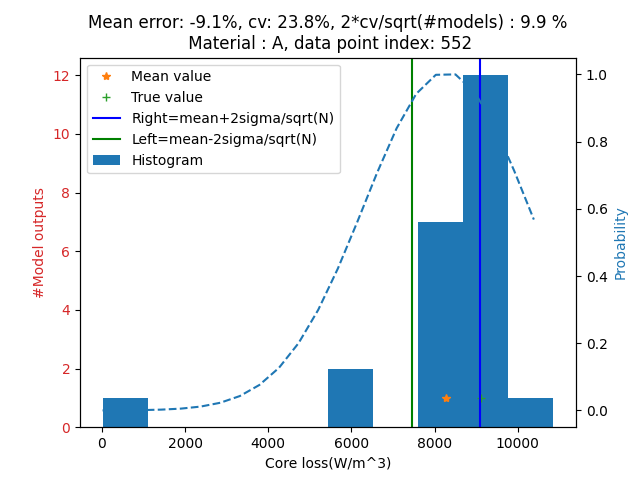 Mean error: -9.1%, cv: 23.8%, 2*cv/sqrt(#models) : 9.9 %
Material : A, data point index: 552
Mean value
True value
Right=mean+2sigma/sqrt(N)
Left=mean-2sigma/sqrt(N)
Histogram
#Model outputs
12
10
8
6
4
2
0
1.0
0.8
0.6
0.4
0.2
0.0
Probability
0 2000 4000 6000 8000 10000
Core loss(W/m^3)